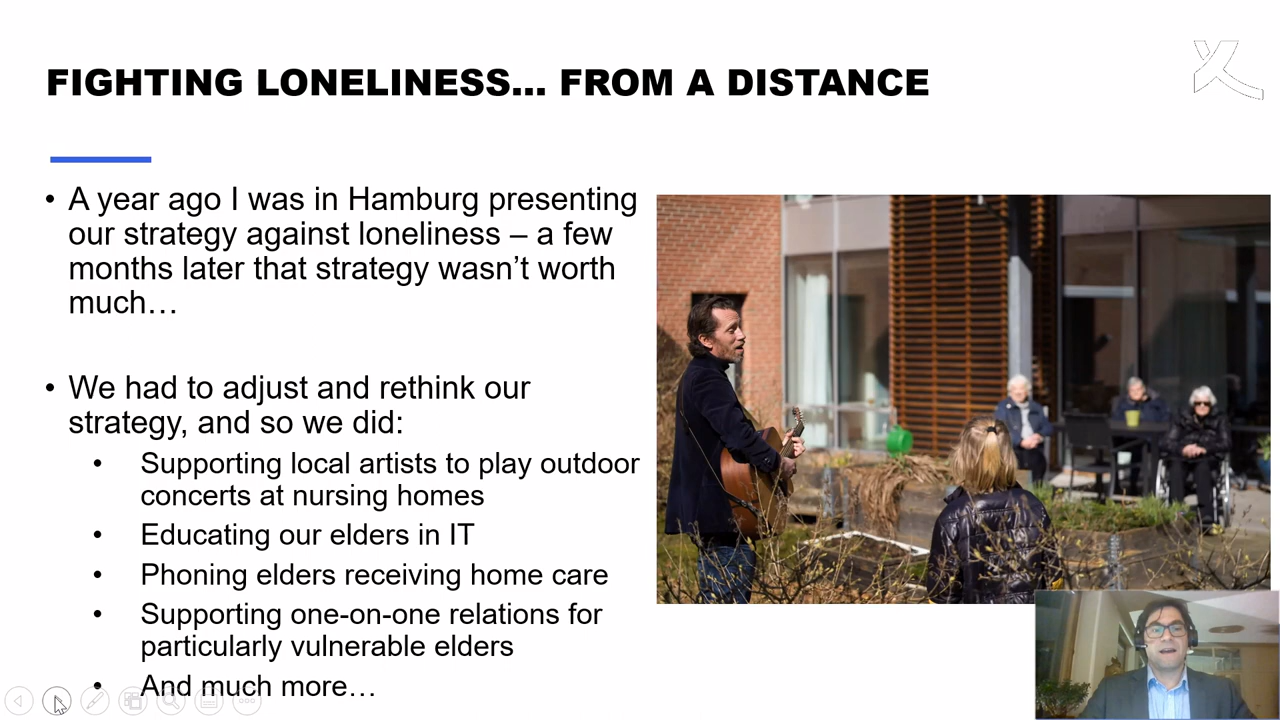 FIGHTING LONELINESS... FROM A DISTANCE
• A year ago I was in Hamburg presenting
our strategy against loneliness – a few
months later that strategy wasn’t worth
much…
• We had to adjust and rethink our
strategy, and so we did:
• Supporting local artists to play outdoor
concerts at nursing homes
• Educating our elders in IT
• Phoning elders receiving home care
• Supporting one-on-one relations for
particularly vulnerable elders
• And much more…